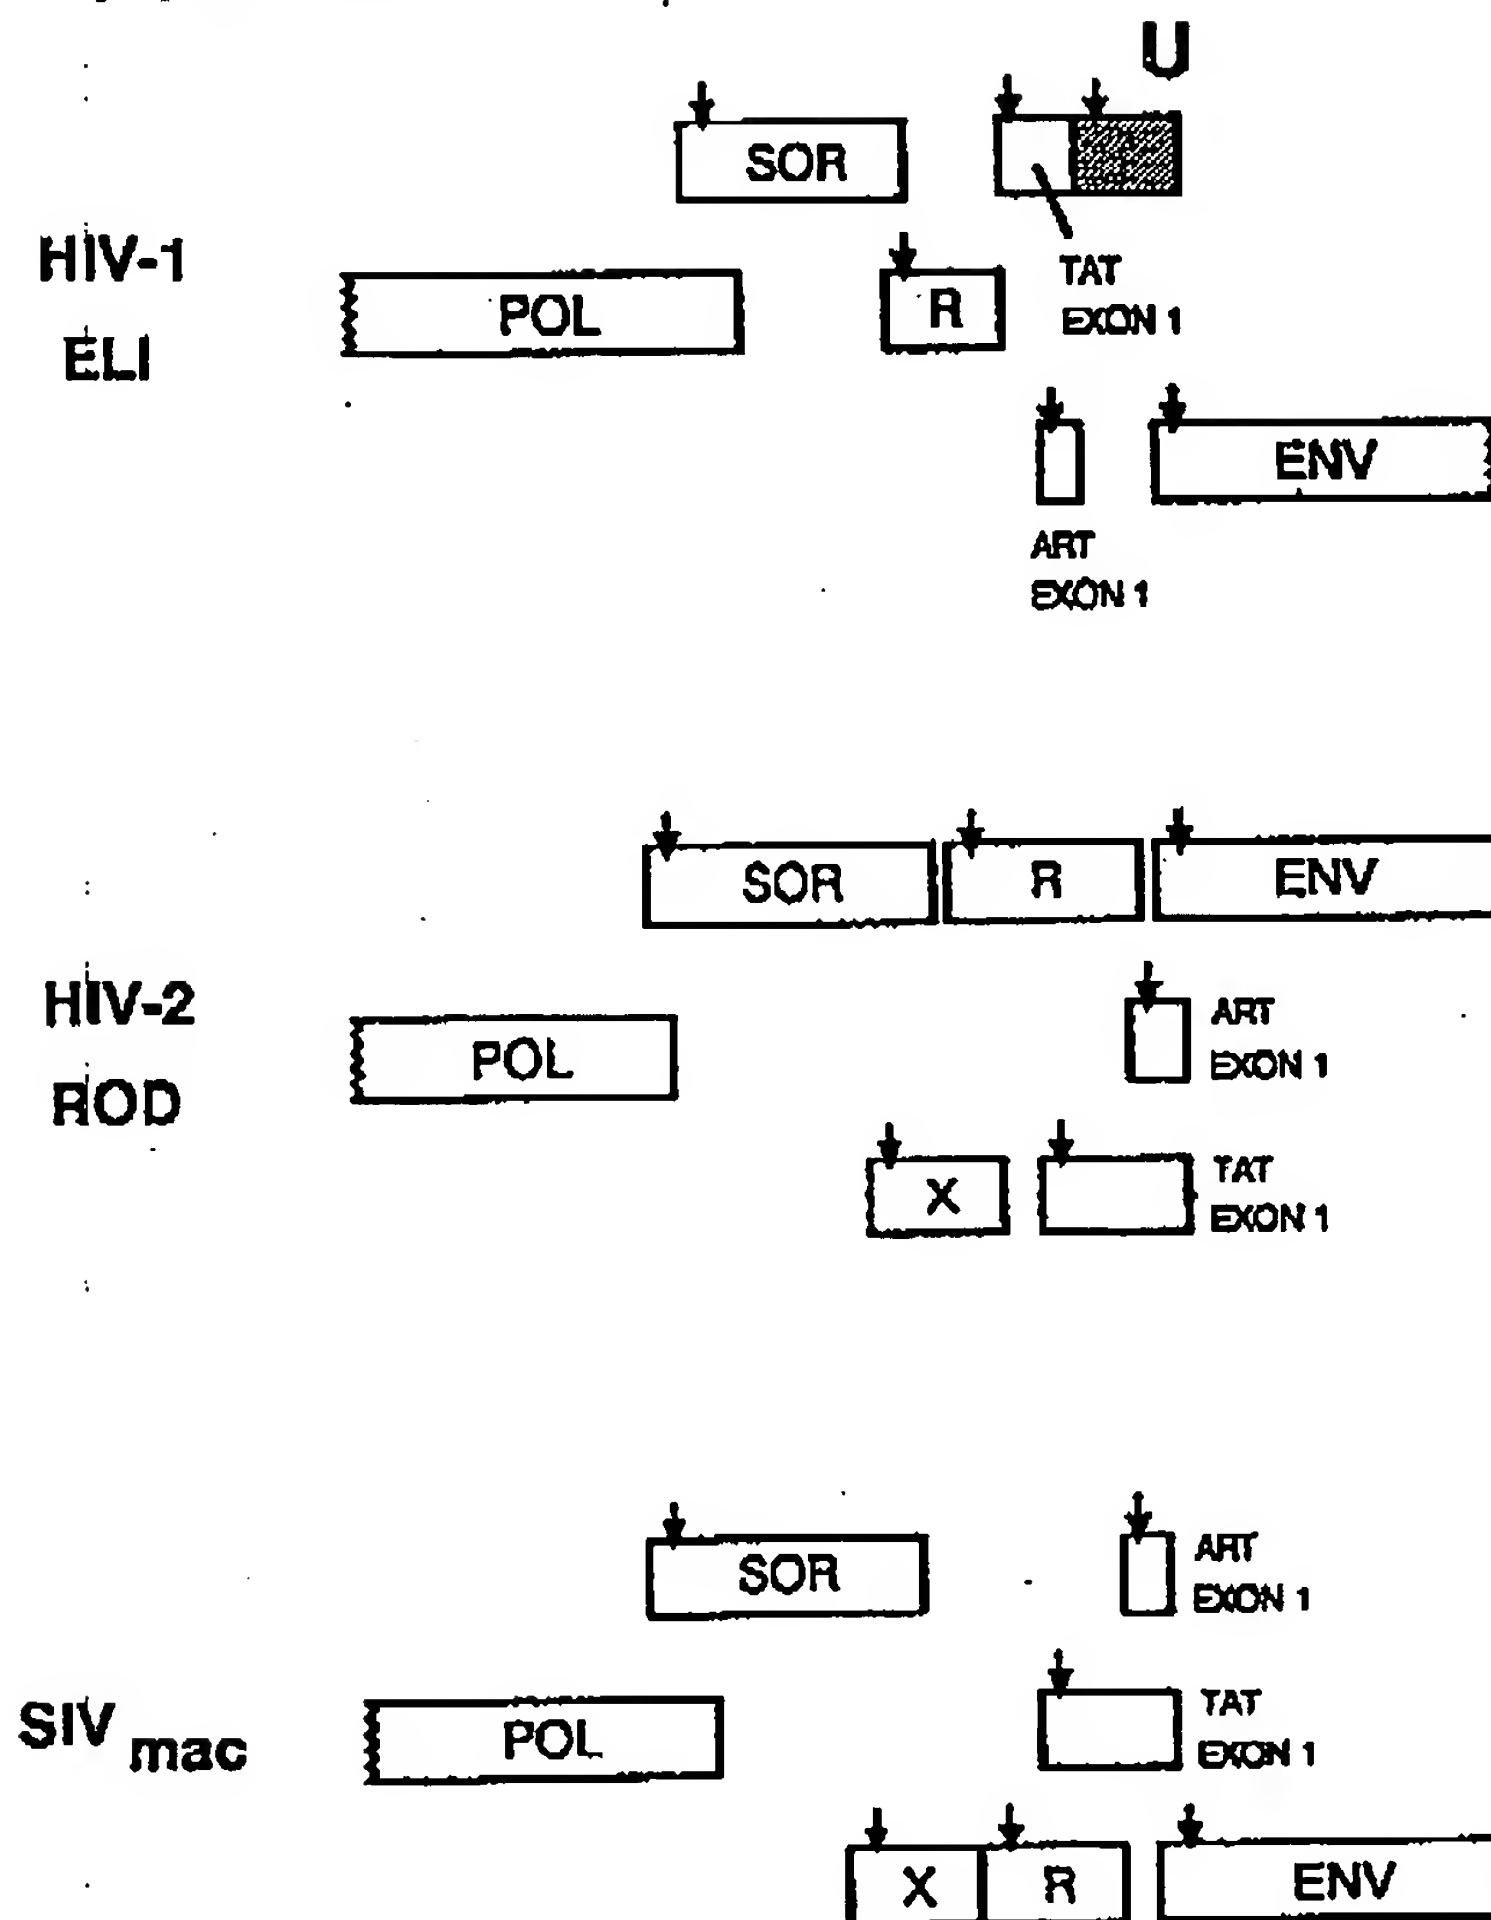 U
SOR
HIV-1
ELI
POL
R
TAT
EXON 1
ENV
ART
EXON 1
SOR
R
ENV
HIV-2
ROD
POL
ART
EXON 1
X
TAT
EXON 1
SOR
ART
EXON 1
SIV mac
POL
TAT
EXON 1
X
R
ENV